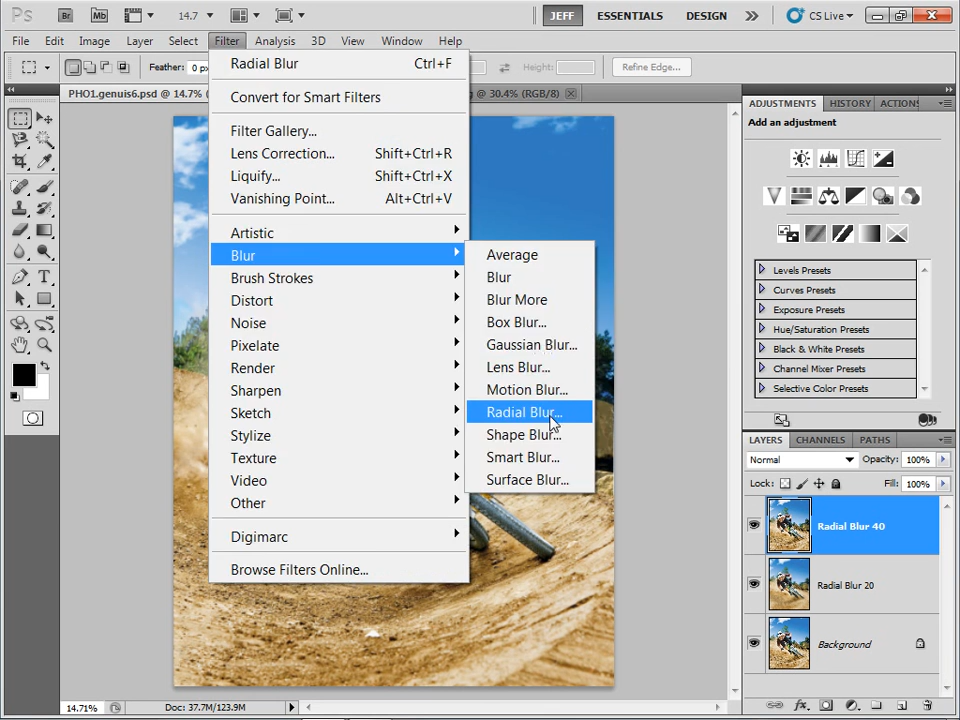 Ps Br Mb 14.7 JEFF ESSENTIALS DESIGN CS Live
File Edit Image Layer Select Filter Analysis 3D View Window Help
Feather: 0 px Height: Refine Edge...
PHO1.genuis6.psd @ 14.7% @ 30.4% (RGB/8)
Radial Blur Ctrl+F
Convert for Smart Filters
Filter Gallery...
Lens Correction... Shift+Ctrl+R
Liquify... Shift+Ctrl+X
Vanishing Point... Alt+Ctrl+V
Artistic
Blur
Brush Strokes
Distort
Noise
Pixelate
Render
Sharpen
Sketch
Stylize
Texture
Video
Other
Digimarc
Browse Filters Online...
Average
Blur
Blur More
Box Blur...
Gaussian Blur...
Lens Blur...
Motion Blur...
Radial Blur...
Shape Blur...
Smart Blur...
Surface Blur...
ADJUSTMENTS HISTORY ACTIONS
Add an adjustment
Levels Presets
Curves Presets
Exposure Presets
Hue/Saturation Presets
Black & White Presets
Channel Mixer Presets
Selective Color Presets
LAYERS CHANNELS PATHS
Normal Opacity: 100%
Lock: Fill: 100%
Radial Blur 40
Radial Blur 20
Background
14.71% Doc: 37.7M/123.9M